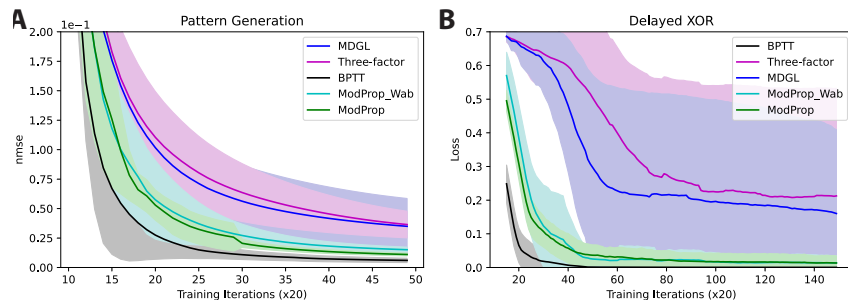 A
Pattern Generation
1e−1
2.00
1.75
1.50
1.25
1.00
0.75
0.50
0.25
0.00
nmse
10 15 20 25 30 35 40 45 50
Training Iterations (x20)
MDGL
Three-factor
BPTT
ModProp_Wab
ModProp
B
Delayed XOR
0.7
0.6
0.5
0.4
0.3
0.2
0.1
0.0
Loss
20 40 60 80 100 120 140
Training Iterations (x20)
BPTT
Three-factor
MDGL
ModProp_Wab
ModProp